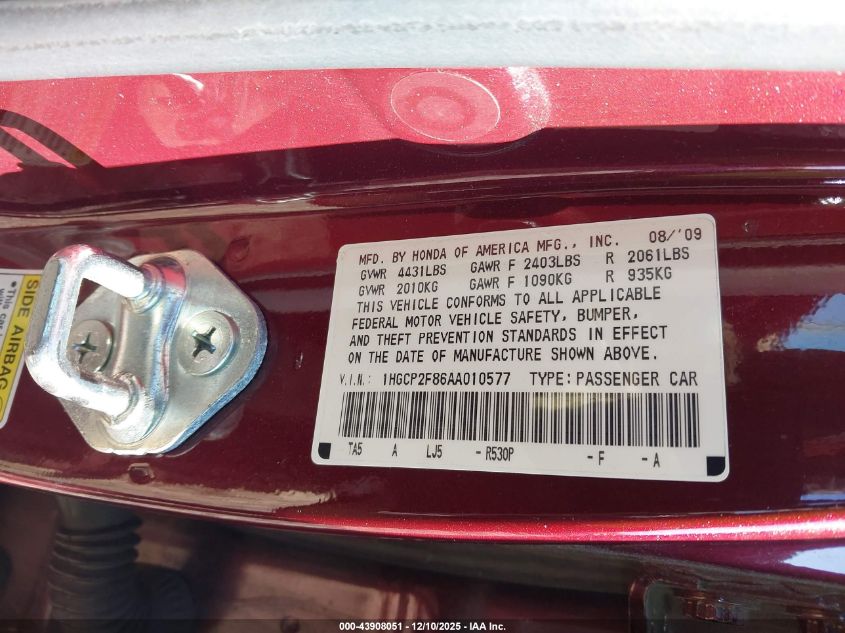 MFD. BY HONDA OF AMERICA MFG., INC. 08/'09
GVWR 4431LBS GAWR F 2403LBS R 2061LBS
GVWR 2010KG GAWR F 1090KG R 935KG
THIS VEHICLE CONFORMS TO ALL APPLICABLE
FEDERAL MOTOR VEHICLE SAFETY, BUMPER,
AND THEFT PREVENTION STANDARDS IN EFFECT
ON THE DATE OF MANUFACTURE SHOWN ABOVE.
V.I.N.: 1HGCP2F86AA010577 TYPE: PASSENGER CAR
TA5 A LJ5 - R530P - F - A
SIDE AIRBAG
•This car
000-43908051 - 12/10/2025 - IAA Inc.